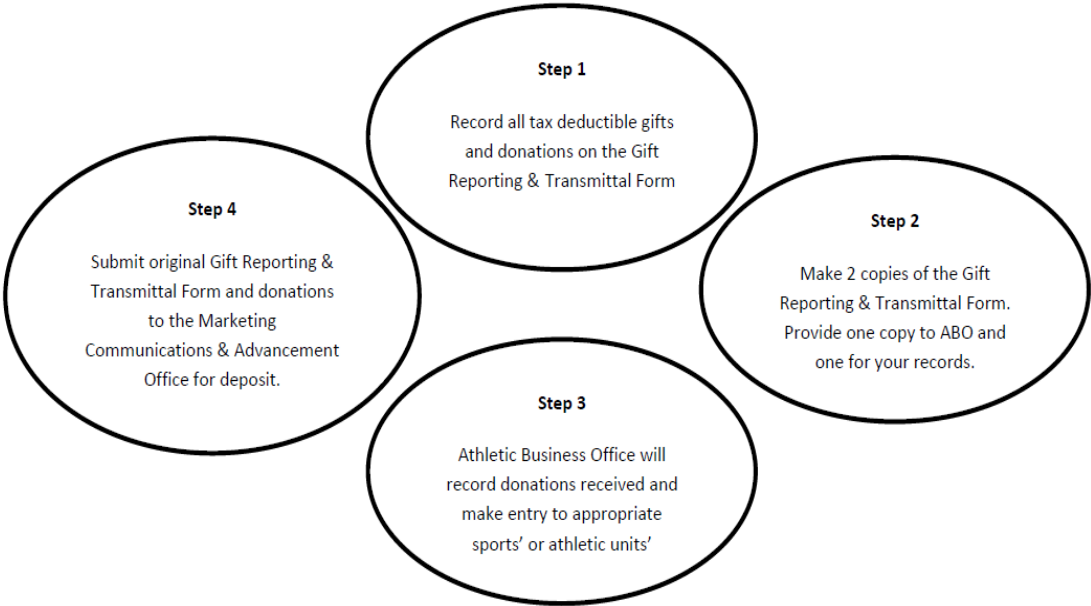 Step 1
Record all tax deductible gifts
and donations on the Gift
Reporting & Transmittal Form
Step 2
Make 2 copies of the Gift
Reporting & Transmittal Form.
Provide one copy to ABO and
one for your records.
Step 3
Athletic Business Office will
record donations received and
make entry to appropriate
sports’ or athletic units’
Step 4
Submit original Gift Reporting &
Transmittal Form and donations
to the Marketing
Communications & Advancement
Office for deposit.